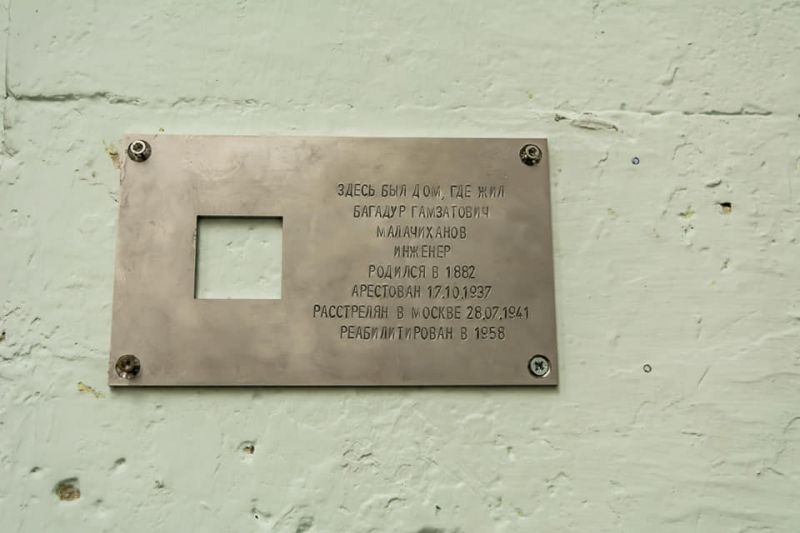 ЗДЕСЬ БЫЛ ДОМ, ГДЕ ЖИЛ
БАГАДУР ГАМЗАТОВИЧ
МАЛАЧИХАНОВ
ИНЖЕНЕР
РОДИЛСЯ В 1882
АРЕСТОВАН 17.10.1937
РАССТРЕЛЯН В МОСКВЕ 28.07.1941
РЕАБИЛИТИРОВАН В 1958